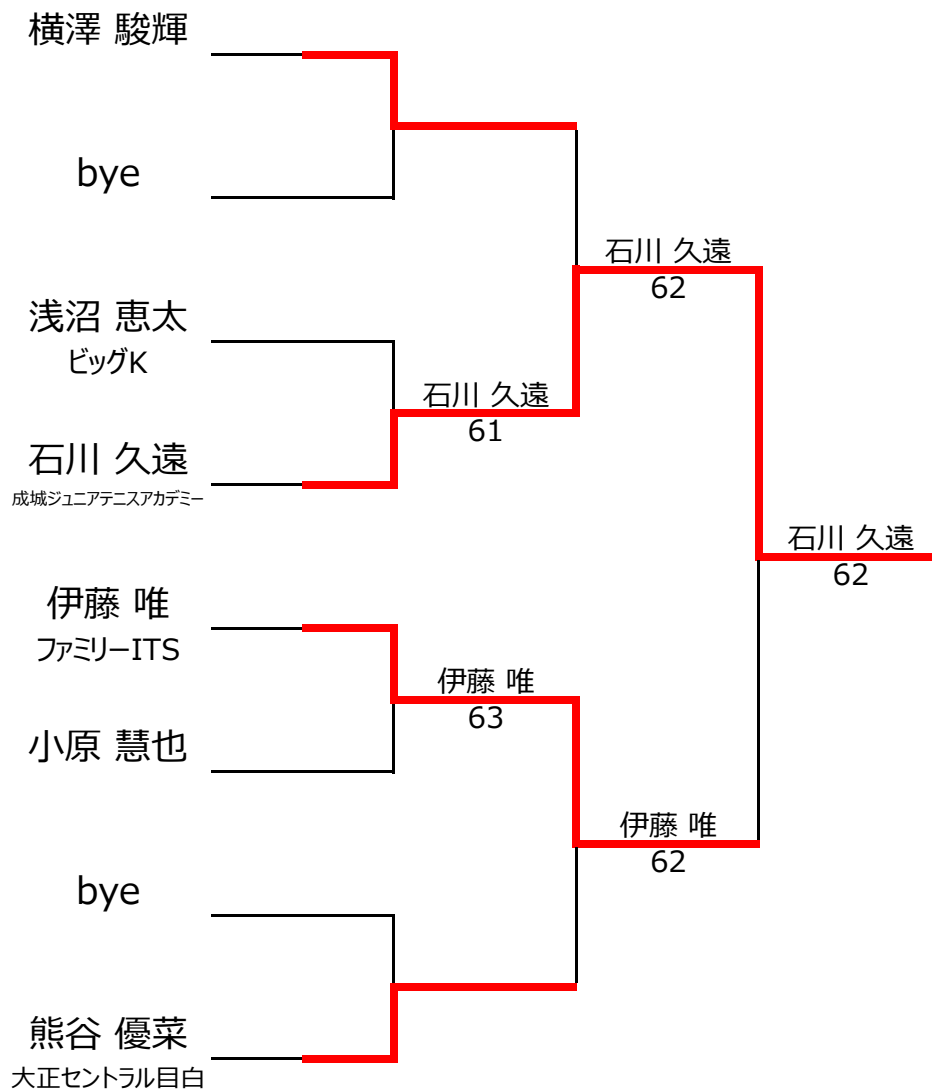 横澤 駿輝
bye
浅沼 恵太
ビッグK
石川 久遠
成城ジュニアテニスアカデミー
伊藤 唯
ファミリーITS
小原 慧也
bye
熊谷 優菜
大正セントラル目白
石川 久遠
61
伊藤 唯
63
石川 久遠
62
伊藤 唯
62
石川 久遠
62